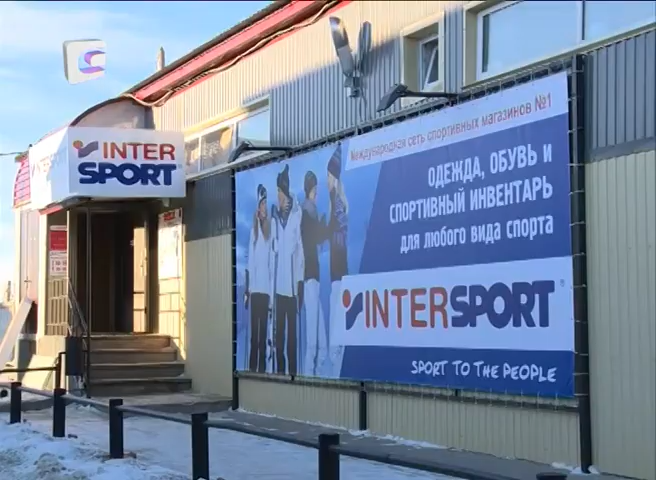 INTER
SPORT
Международная сеть спортивных магазинов №1
ОДЕЖДА, ОБУВЬ И
СПОРТИВНЫЙ ИНВЕНТАРЬ
для любого вида спорта
INTERSPORT
SPORT TO THE PEOPLE